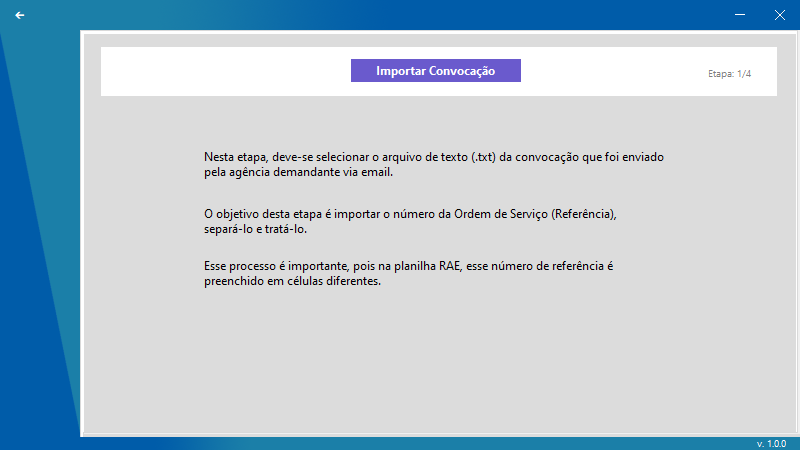 Importar Convocação
Etapa: 1/4
Nesta etapa, deve-se selecionar o arquivo de texto (.txt) da convocação que foi enviado
pela agência demandante via email.
O objetivo desta etapa é importar o número da Ordem de Serviço (Referência),
separá-lo e tratá-lo.
Esse processo é importante, pois na planilha RAE, esse número de referência é
preenchido em células diferentes.
v. 1.0.0